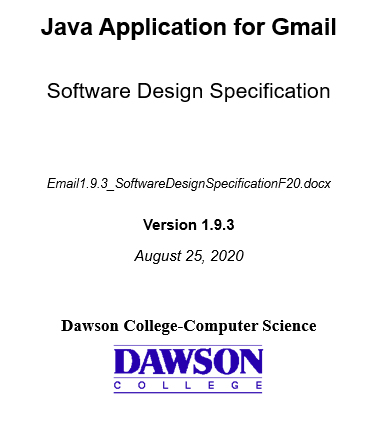 Java Application for Gmail
Software Design Specification
Email1.9.3_SoftwareDesignSpecificationF20.docx
Version 1.9.3
August 25, 2020
Dawson College-Computer Science
DAWSON
COLLEGE